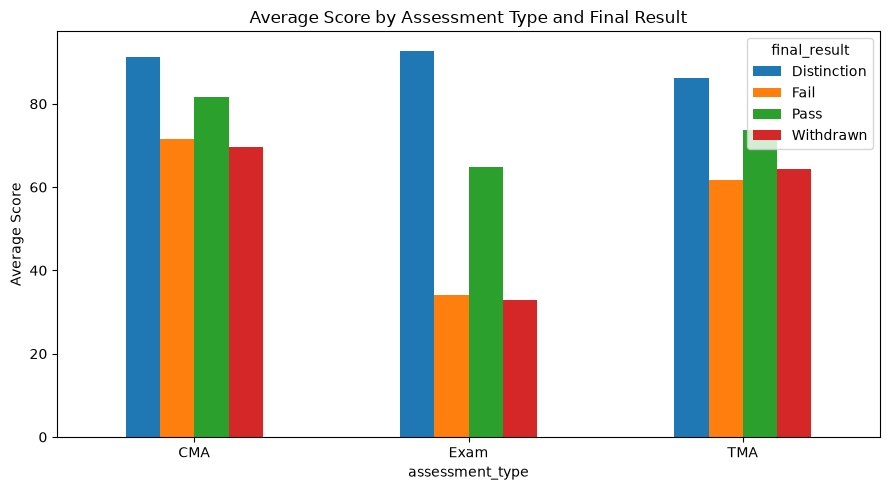 Average Score by Assessment Type and Final Result
final_result
Distinction
Fail
Pass
Withdrawn
Average Score
80
60
40
20
0
CMA
Exam
TMA
assessment_type